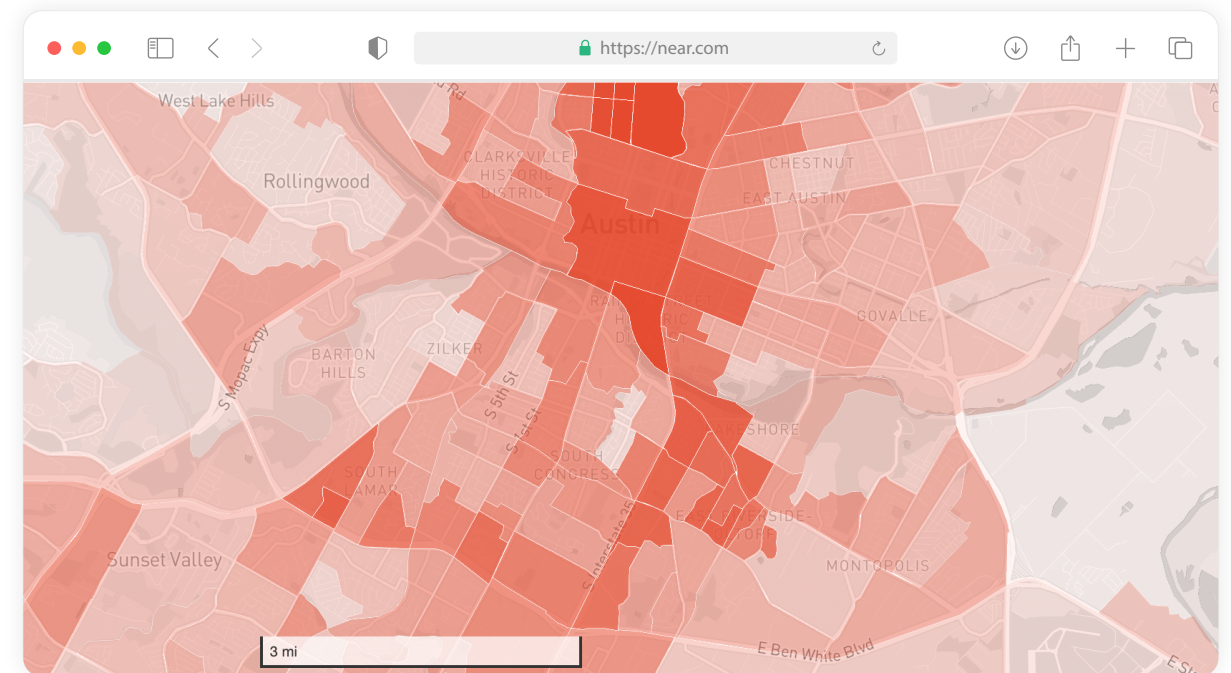 https://near.com
West Lake Hills
Rd
CLARKSVILLE
HISTORIC
DISTRICT
CHESTNUT
Rollingwood
EAST AUSTIN
Austin
GOVALLE
S Mopac Expy
BARTON
HILLS
ZILKER
S 5th St
S 1st St
SOUTH
CONGRESS
SOUTH
LAMAR
S Interstate 35
MONTOPOLIS
Sunset Valley
3 mi
E Ben White Blvd